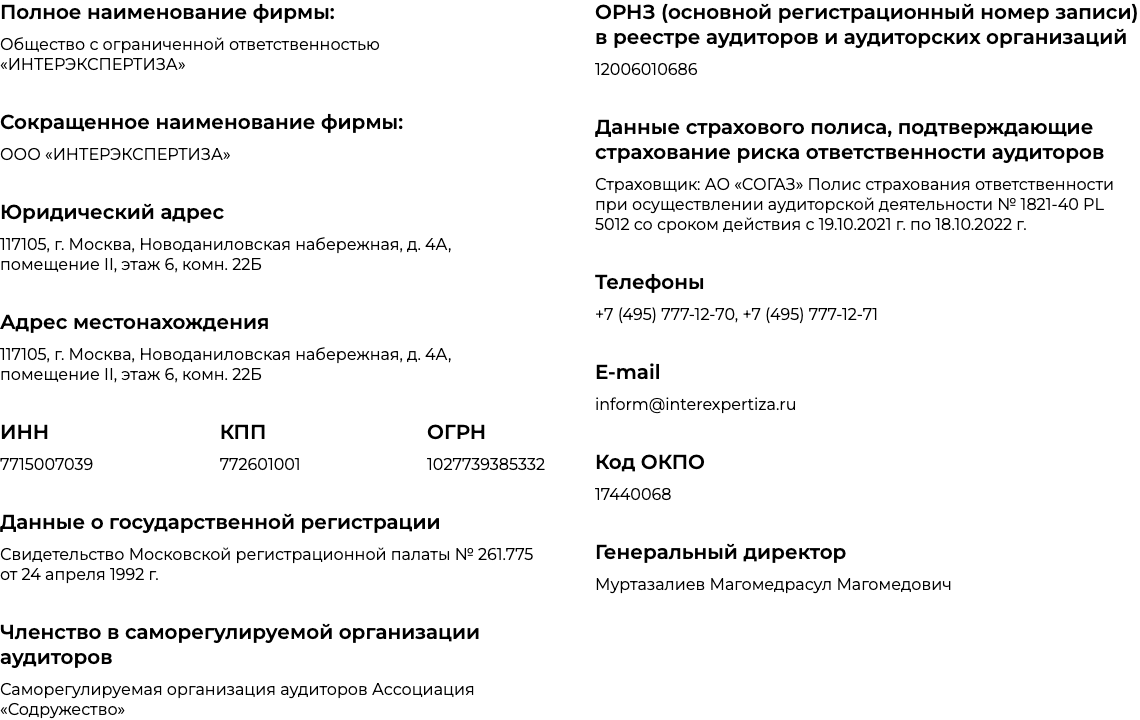 Полное наименование фирмы:
Общество с ограниченной ответственностью
«ИНТЕРЭКСПЕРТИЗА»
Сокращенное наименование фирмы:
ООО «ИНТЕРЭКСПЕРТИЗА»
Юридический адрес
117105, г. Москва, Новоданиловская набережная, д. 4А,
помещение II, этаж 6, комн. 22Б
Адрес местонахождения
117105, г. Москва, Новоданиловская набережная, д. 4А,
помещение II, этаж 6, комн. 22Б
ИНН КПП ОГРН
7715007039 772601001 1027739385332
Данные о государственной регистрации
Свидетельство Московской регистрационной палаты № 261.775
от 24 апреля 1992 г.
Членство в саморегулируемой организации
аудиторов
Саморегулируемая организация аудиторов Ассоциация
«Содружество»
ОРНЗ (основной регистрационный номер записи)
в реестре аудиторов и аудиторских организаций
12006010686
Данные страхового полиса, подтверждающие
страхование риска ответственности аудиторов
Страховщик: АО «СОГАЗ» Полис страхования ответственности
при осуществлении аудиторской деятельности № 1821-40 PL
5012 со сроком действия с 19.10.2021 г. по 18.10.2022 г.
Телефоны
+7 (495) 777-12-70, +7 (495) 777-12-71
E-mail
inform@interexpertiza.ru
Код ОКПО
17440068
Генеральный директор
Муртазалиев Магомедрасул Магомедович